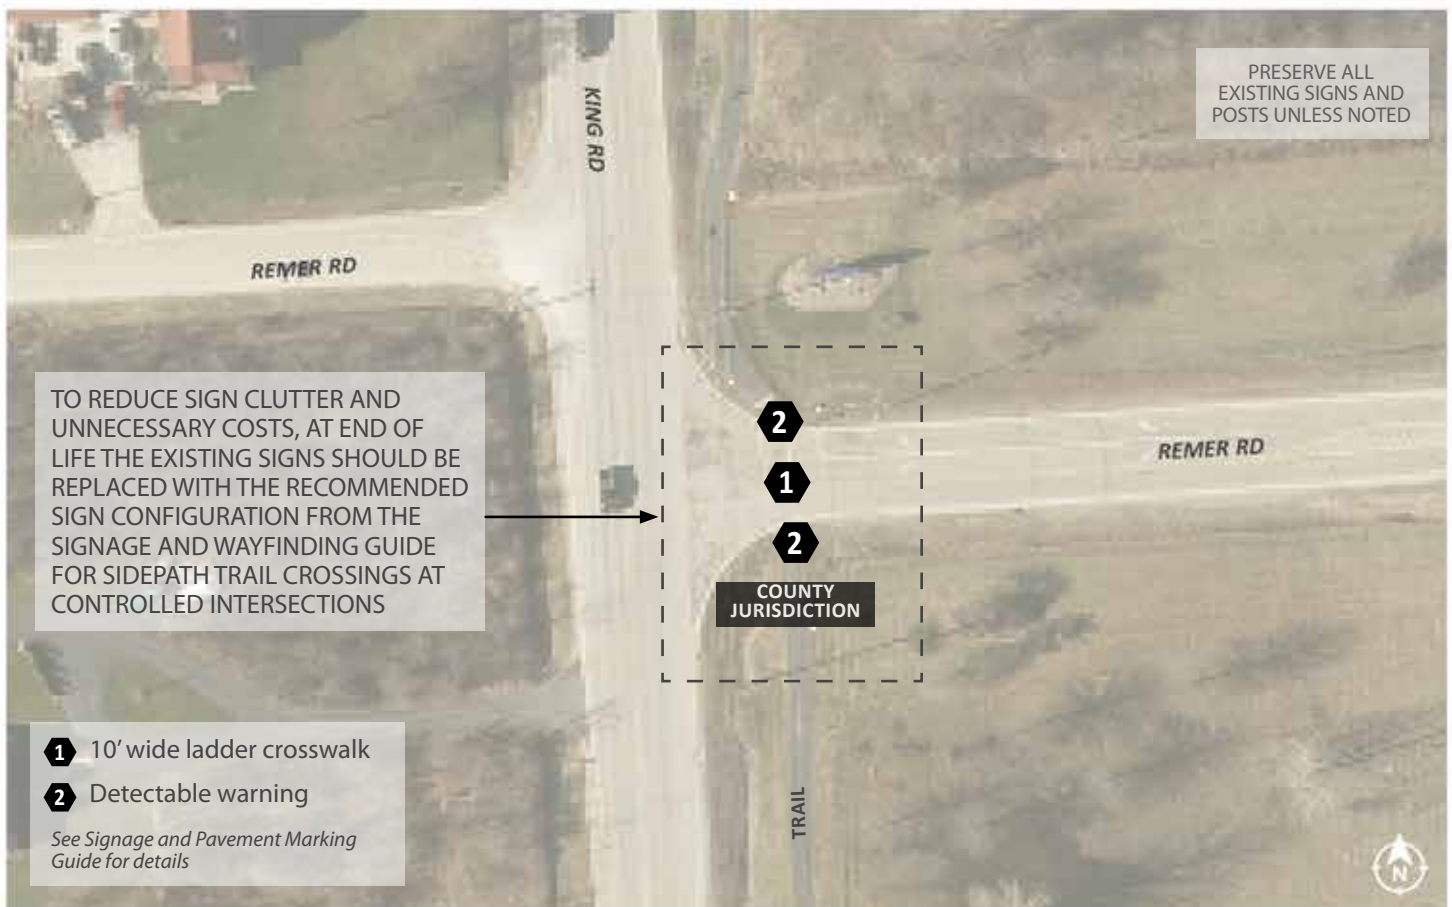 PRESERVE ALL
EXISTING SIGNS AND
POSTS UNLESS NOTED
KING RD
REMER RD
TO REDUCE SIGN CLUTTER AND
UNNECESSARY COSTS, AT END OF
LIFE THE EXISTING SIGNS SHOULD BE
REPLACED WITH THE RECOMMENDED
SIGN CONFIGURATION FROM THE
SIGNAGE AND WAYFINDING GUIDE
FOR SIDEPATH TRAIL CROSSINGS AT
CONTROLLED INTERSECTIONS
2
1
2
REMER RD
COUNTY
JURISDICTION
1 10' wide ladder crosswalk
2 Detectable warning
See Signage and Pavement Marking
Guide for details
TRAIL
N